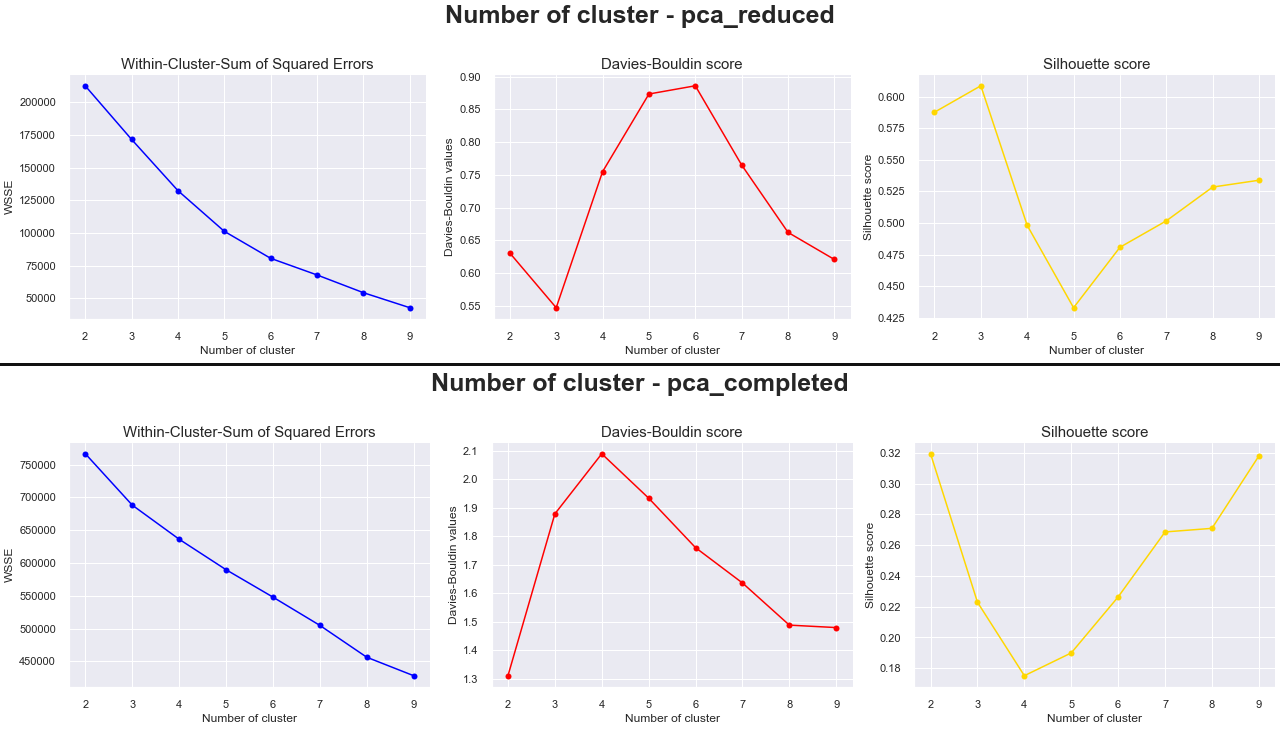 Number of cluster - pca_reduced
Within-Cluster-Sum of Squared Errors
WSSE
200000
175000
150000
125000
100000
75000
50000
2 3 4 5 6 7 8 9
Number of cluster
Davies-Bouldin score
Davies-Bouldin values
0.90
0.85
0.80
0.75
0.70
0.65
0.60
0.55
2 3 4 5 6 7 8 9
Number of cluster
Silhouette score
Silhouette score
0.600
0.575
0.550
0.525
0.500
0.475
0.450
0.425
2 3 4 5 6 7 8 9
Number of cluster
Number of cluster - pca_completed
Within-Cluster-Sum of Squared Errors
WSSE
750000
700000
650000
600000
550000
500000
450000
2 3 4 5 6 7 8 9
Number of cluster
Davies-Bouldin score
Davies-Bouldin values
2.1
2.0
1.9
1.8
1.7
1.6
1.5
1.4
1.3
2 3 4 5 6 7 8 9
Number of cluster
Silhouette score
Silhouette score
0.32
0.30
0.28
0.26
0.24
0.22
0.20
0.18
2 3 4 5 6 7 8 9
Number of cluster